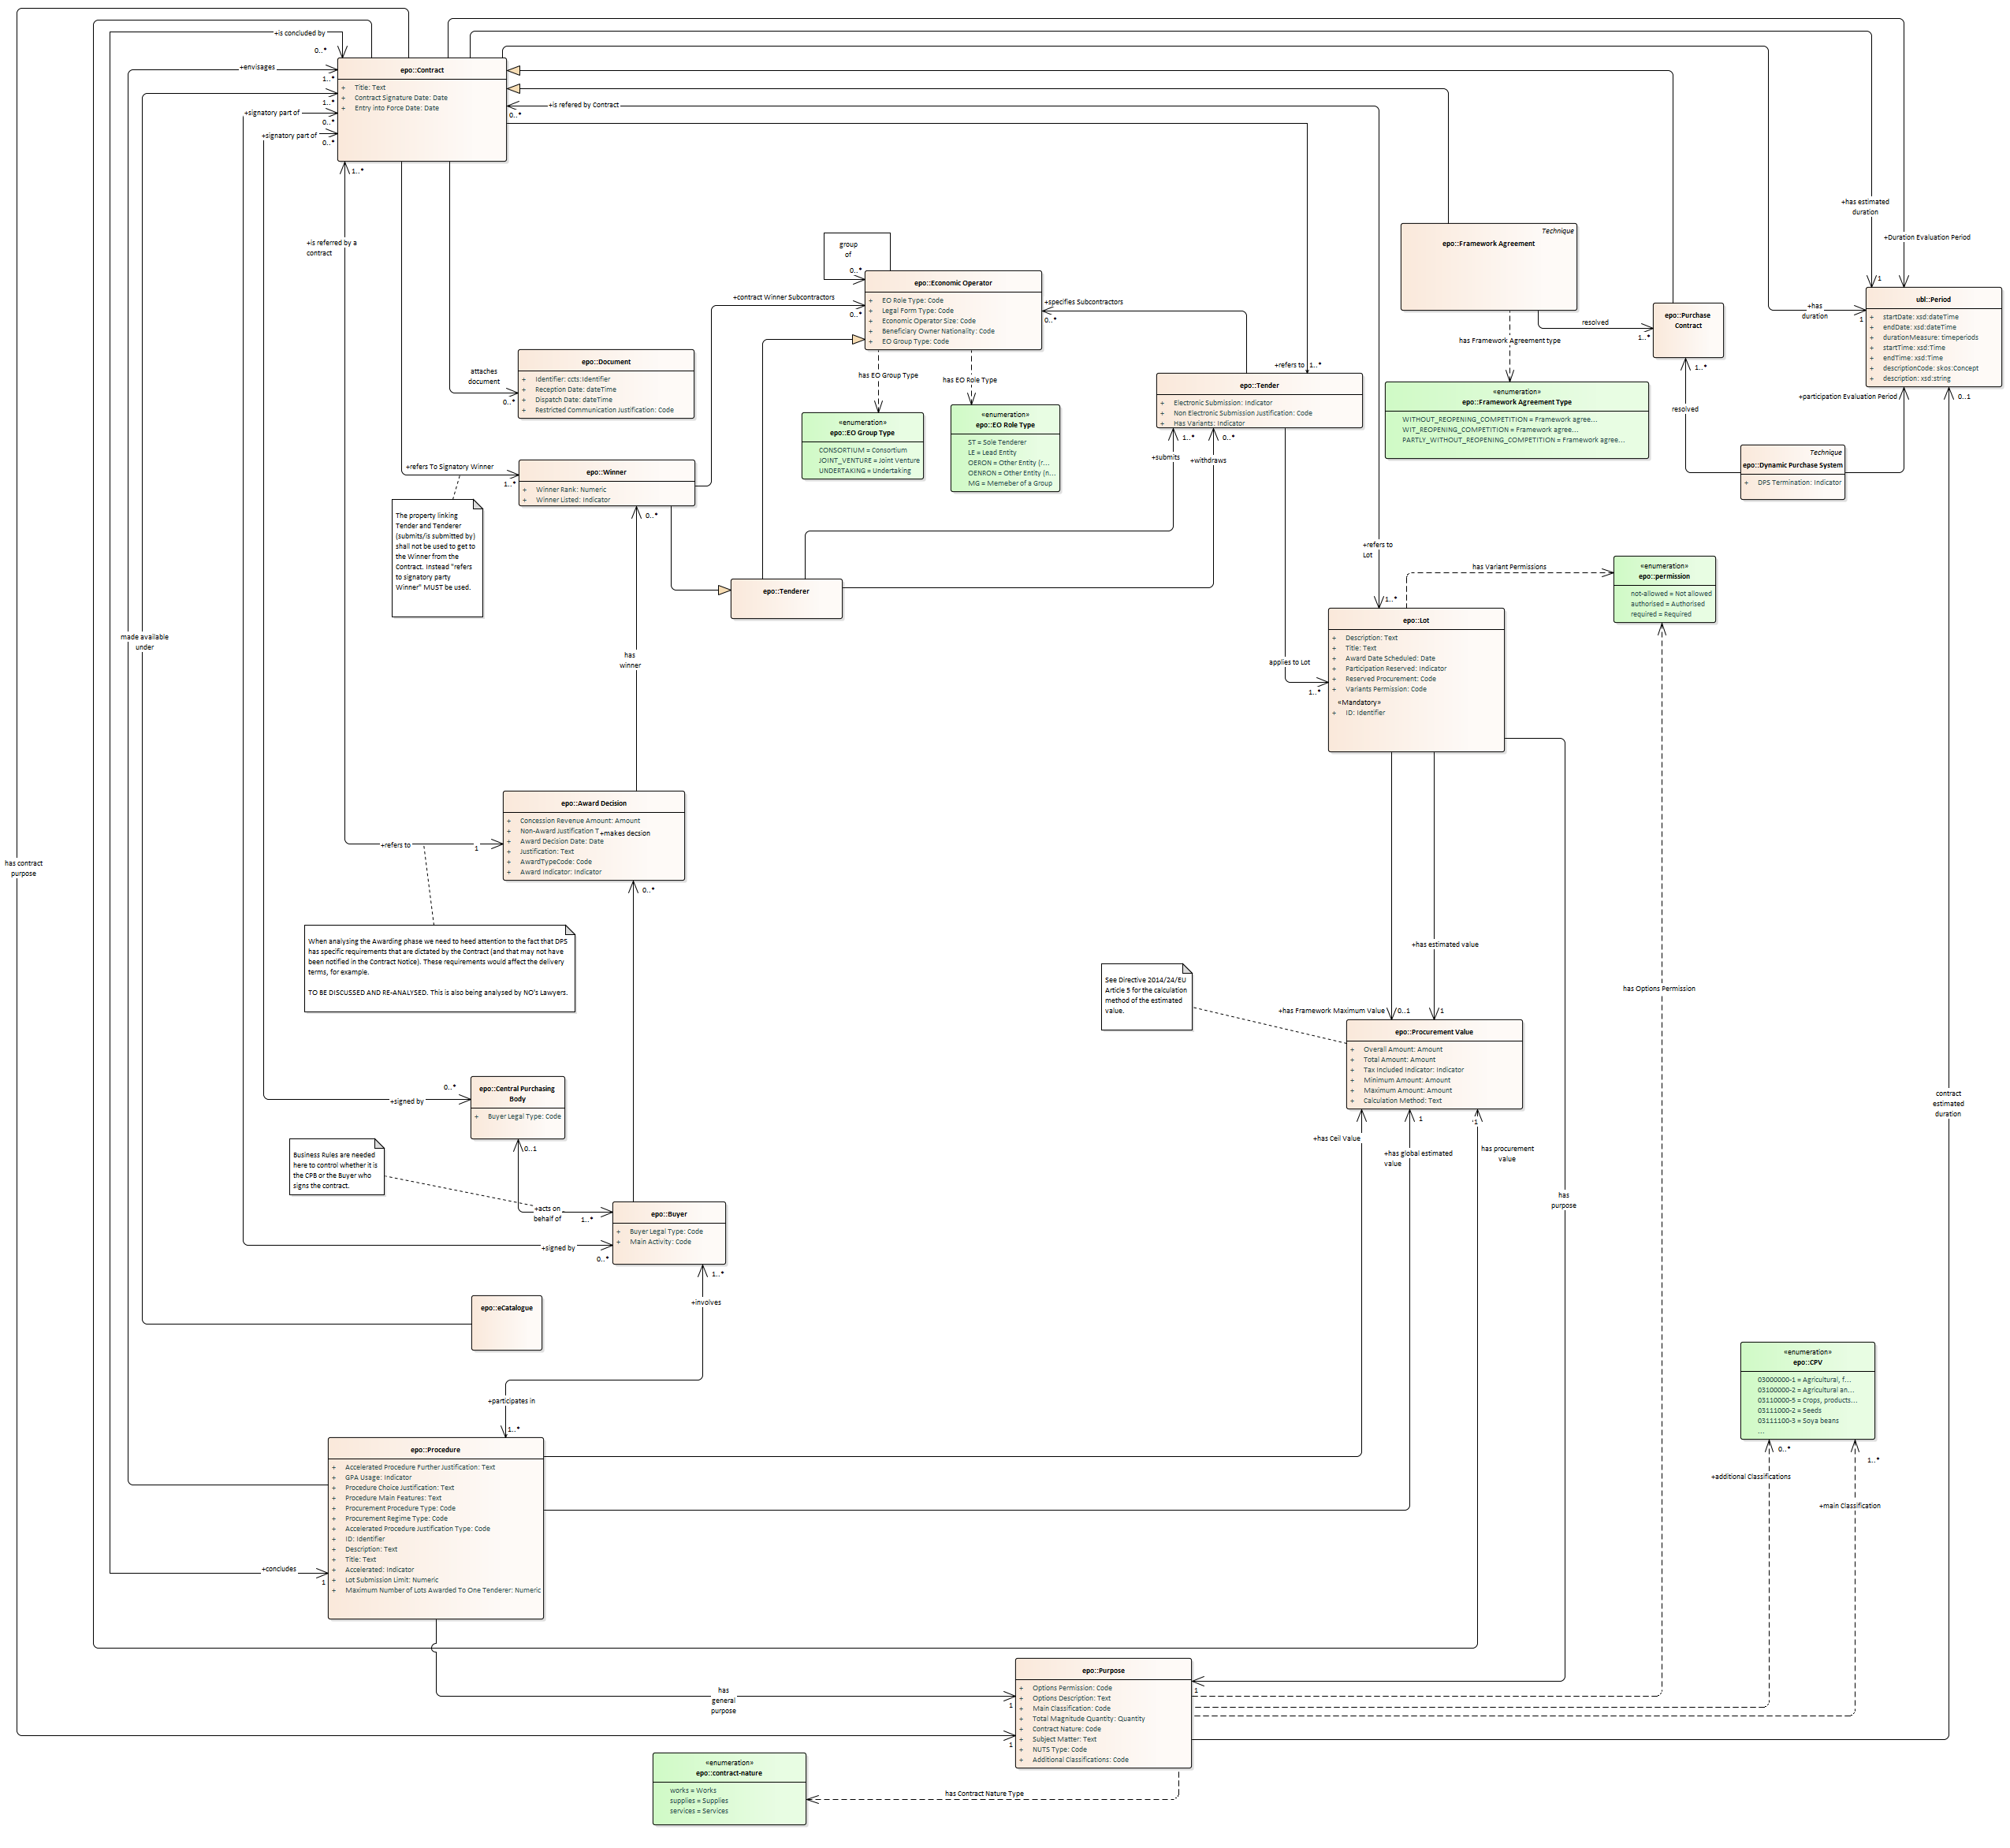 +is concluded by
0..*
+envisages
1..*
epo::Contract
+ Title: Text
+ Contract Signature Date: Date
+ Entry into Force Date: Date
1..*
+signatory part of
0..*
+signatory part of
0..*
+is refered by Contract
0..*
1..*
+is referred by a
contract
group
of
0..*
epo::Economic Operator
+ EO Role Type: Code
+ Legal Form Type: Code
+ Economic Operator Size: Code
+ Beneficiary Owner Nationality: Code
+ EO Group Type: Code
+contract Winner Subcontractors
0..*
+specifies Subcontractors
0..*
Technique
epo::Framework Agreement
+has estimated
duration
+Duration Evaluation Period
1
epo::Purchase
Contract
resolved
1..*
has Framework Agreement type
+has
duration
1
ubl::Period
+ startDate: xsd:dateTime
+ endDate: xsd:dateTime
+ durationMeasure: timeperiods
+ startTime: xsd:Time
+ endTime: xsd:Time
+ descriptionCode: skos:Concept
+ description: xsd:string
+participation Evaluation Period
0..1
epo::Document
+ Identifier: ccts:Identifier
+ Reception Date: dateTime
+ Dispatch Date: dateTime
+ Restricted Communication Justification: Code
attaches
document
0..*
has EO Group Type
has EO Role Type
+refers to
1..*
epo::Tender
+ Electronic Submission: Indicator
+ Non Electronic Submission Justification: Code
+ Has Variants: Indicator
1..*
+submits
0..*
+withdraws
«enumeration»
epo::Framework Agreement Type
WITHOUT_REOPENING_COMPETITION = Framework agree...
WIT_REOPENING_COMPETITION = Framework agree...
PARTLY_WITHOUT_REOPENING_COMPETITION = Framework agree...
1..*
resolved
«enumeration»
epo::EO Group Type
CONSORTIUM = Consortium
JOINT_VENTURE = Joint Venture
UNDERTAKING = Undertaking
«enumeration»
epo::EO Role Type
ST = Sole Tenderer
LE = Lead Entity
OERON = Other Entity (r...
OENRON = Other Entity (n...
MG = Memeber of a Group
Technique
epo::Dynamic Purchase System
+ DPS Termination: Indicator
+refers To Signatory Winner
1..*
epo::Winner
+ Winner Rank: Numeric
+ Winner Listed: Indicator
0..*
The property linking
Tender and Tenderer
(submits/is submitted by)
shall not be used to get to
the Winner from the
Contract. Instead "refers
to signatory party
Winner" MUST be used.
epo::Tenderer
+refers to
Lot
1..*
has Variant Permissions
«enumeration»
epo::permission
not-allowed = Not allowed
authorised = Authorised
required = Required
made available
under
has
winner
applies to Lot
1..*
epo::Lot
+ Description: Text
+ Title: Text
+ Award Date Scheduled: Date
+ Participation Reserved: Indicator
+ Reserved Procurement: Code
+ Variants Permission: Code
«Mandatory»
+ ID: Identifier
has contract
purpose
+refers to
1
epo::Award Decision
+ Concession Revenue Amount: Amount
+ Non-Award Justification T
+makes decsion
+ Award Decision Date: Date
+ Justification: Text
+ AwardTypeCode: Code
+ Award Indicator: Indicator
0..*
When analysing the Awarding phase we need to heed attention to the fact that DPS
has specific requirements that are dictated by the Contract (and that may not have
been notified in the Contract Notice). These requirements would affect the delivery
terms, for example.
TO BE DISCUSSED AND RE-ANALYSED. This is also being analysed by NO's Lawyers.
+has estimated value
See Directive 2014/24/EU
Article 5 for the calculation
method of the estimated
value.
+has Framework Maximum Value
0..1
1
has Options Permission
epo::Procurement Value
+ Overall Amount: Amount
+ Total Amount: Amount
+ Tax Included Indicator: Indicator
+ Minimum Amount: Amount
+ Maximum Amount: Amount
+ Calculation Method: Text
+has Ceil Value
1
+has global estimated
value
1
has procurement
value
contract
estimated
duration
has
purpose
0..*
+signed by
epo::Central Purchasing
Body
+ Buyer Legal Type: Code
0..1
Business Rules are needed
here to control whether it is
the CPB or the Buyer who
signs the contract.
+acts on
behalf of
1..*
epo::Buyer
+ Buyer Legal Type: Code
+ Main Activity: Code
+signed by
0..*
1..*
+involves
epo::eCatalogue
+participates in
1..*
«enumeration»
epo::CPV
03000000-1 = Agricultural, f...
03100000-2 = Agricultural an...
03110000-5 = Crops, products...
03111000-2 = Seeds
03111100-3 = Soya beans
...
0..*
1..*
+additional Classifications
+main Classification
epo::Procedure
+ Accelerated Procedure Further Justification: Text
+ GPA Usage: Indicator
+ Procedure Choice Justification: Text
+ Procedure Main Features: Text
+ Procurement Procedure Type: Code
+ Procurement Regime Type: Code
+ Accelerated Procedure Justification Type: Code
+ ID: Identifier
+ Description: Text
+ Title: Text
+ Accelerated: Indicator
+ Lot Submission Limit: Numeric
+ Maximum Number of Lots Awarded To One Tenderer: Numeric
+concludes
1
has
general
purpose
1
1
1
epo::Purpose
+ Options Permission: Code
+ Options Description: Text
+ Main Classification: Code
+ Total Magnitude Quantity: Quantity
+ Contract Nature: Code
+ Subject Matter: Text
+ NUTS Type: Code
+ Additional Classifications: Code
«enumeration»
epo::contract-nature
works = Works
supplies = Supplies
services = Services
has Contract Nature Type